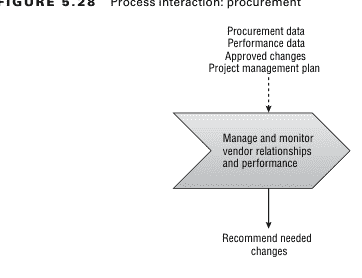 FIGURE 5.28 Process interaction: procurement
Procurement data
Performance data
Approved changes
Project management plan
Manage and monitor
vendor relationships
and performance
Recommend needed
changes